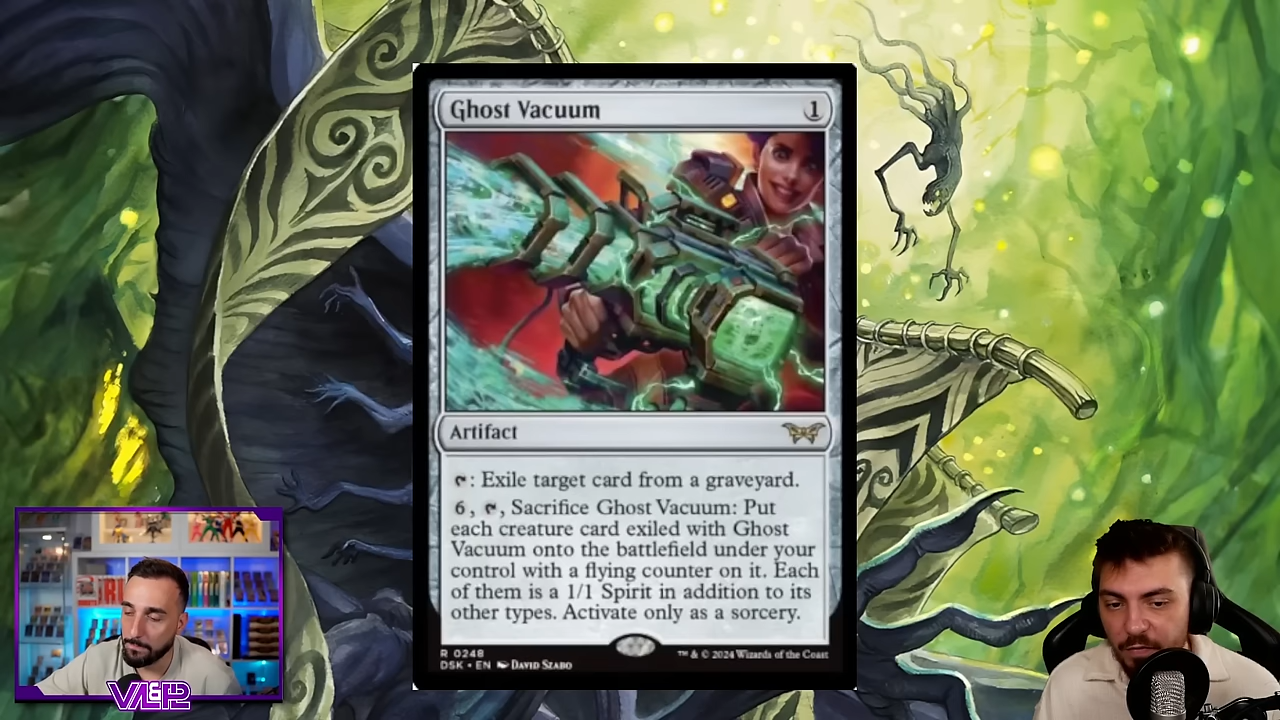 Ghost Vacuum 1
Artifact
: Exile target card from a graveyard.
6, , Sacrifice Ghost Vacuum: Put
each creature card exiled with Ghost
Vacuum onto the battlefield under your
control with a flying counter on it. Each
of them is a 1/1 Spirit in addition to its
other types. Activate only as a sorcery.
R 0248
DSK • EN DAVID SZABO
™ & © 2024 Wizards of the Coast